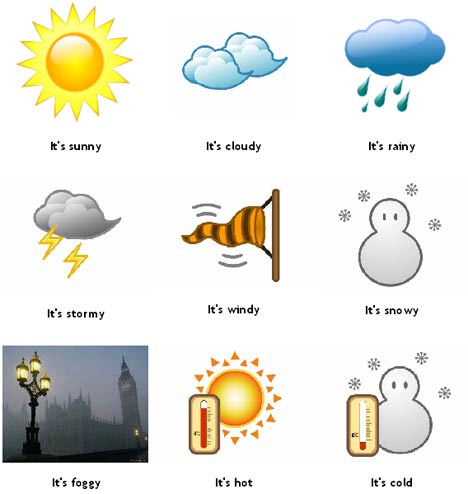 It's sunny
It's cloudy
It's rainy
It's stormy
It's windy
It's snowy
It's foggy
It's hot
It's cold